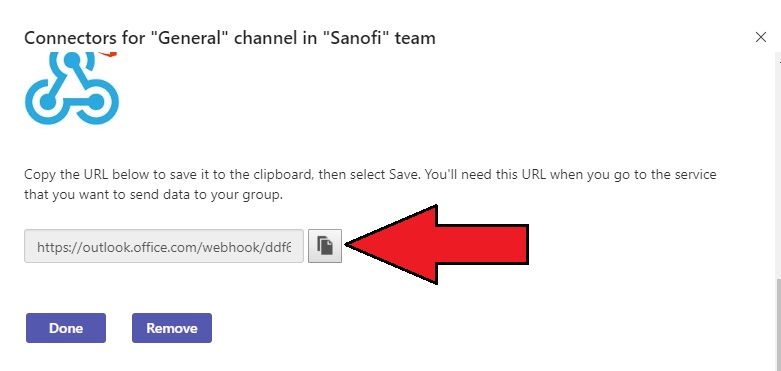 Connectors for "General" channel in "Sanofi" team
Copy the URL below to save it to the clipboard, then select Save. You'll need this URL when you go to the service
that you want to send data to your group.
https://outlook.office.com/webhook/ddf6
Done
Remove